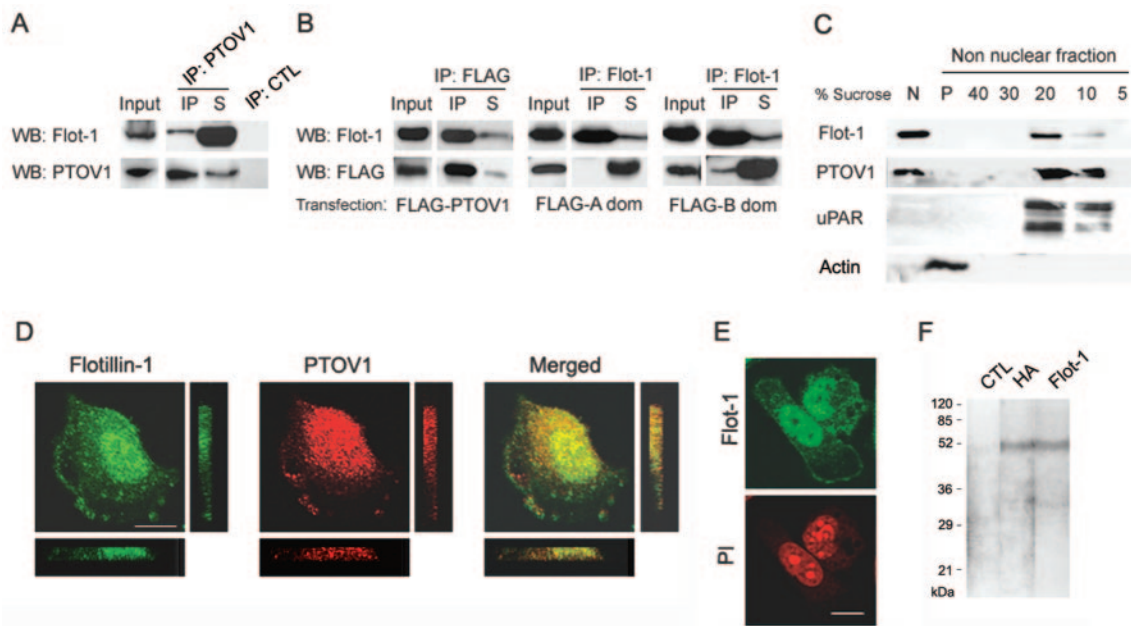 A
IP: PTOV1
IP: CTL
Input IP S
WB: Flot-1
WB: PTOV1
B
IP: FLAG IP: Flot-1 IP: Flot-1
Input IP S Input IP S Input IP S
WB: Flot-1
WB: FLAG
Transfection: FLAG-PTOV1 FLAG-A dom FLAG-B dom
C
Non nuclear fraction
% Sucrose N P 40 30 20 10 5
Flot-1
PTOV1
uPAR
Actin
D
Flotillin-1 PTOV1 Merged
E
Flot-1
PI
F
CTL HA Flot-1
120 -
85 -
52 -
36 -
29 -
21 -
kDa